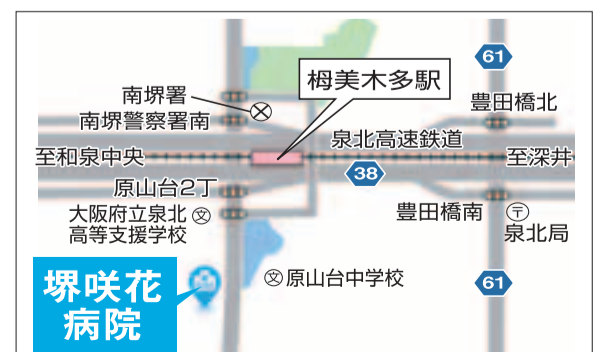 61
栂美木多駅
南堺署
豊田橋北
南堺警察署南
泉北高速鉄道
至和泉中央
至深井
38
原山台2丁
大阪府立泉北
高等支援学校
文
豊田橋南
〒
泉北局
堺咲花
病院
文原山台中学校
61